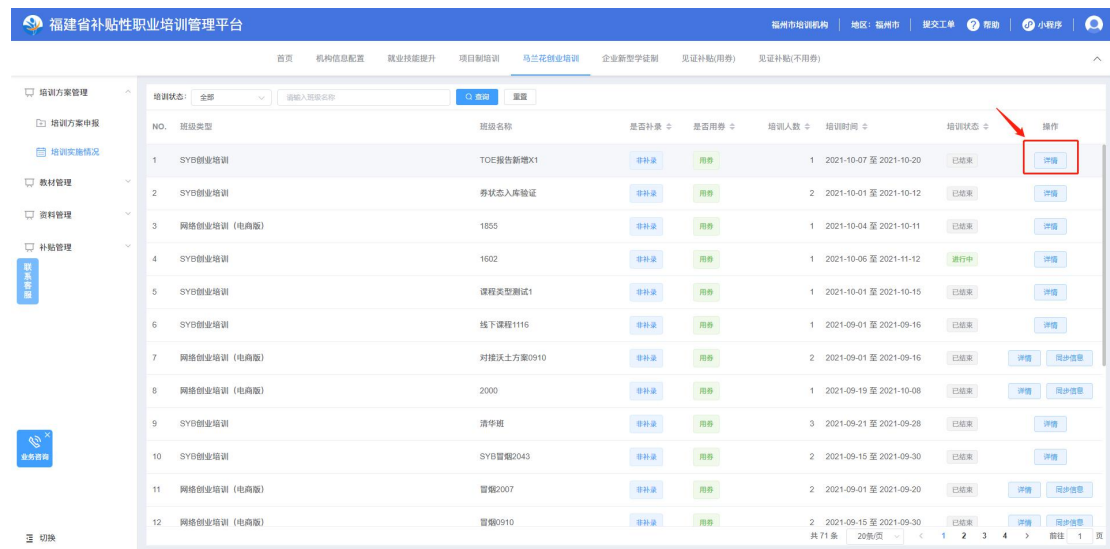 福建省补贴性职业培训管理平台
福州市培训机构 地区：福州市 提交工单 帮助 小程序
首页 机构信息配置 就业技能提升 项目制培训 马兰花创业培训 企业新型学徒制 见证补贴(用券) 见证补贴(不用券)
培训方案管理
培训方案申报
培训实施情况
教材管理
资料管理
补贴管理
联系客服
业务咨询
切换
培训状态： 全部 请输入班级名称 查询 重置
NO. 班级类型 班级名称 是否补录 是否用券 培训人数 培训时间 培训状态 操作
1 SYB创业培训 TOE报告新增X1 非补录 用券 1 2021-10-07 至 2021-10-20 已结束 详情
2 SYB创业培训 券状态入库验证 非补录 用券 2 2021-10-01 至 2021-10-12 已结束 详情
3 网络创业培训（电商版） 1855 非补录 用券 1 2021-10-04 至 2021-10-11 已结束 详情
4 SYB创业培训 1602 非补录 用券 1 2021-10-06 至 2021-11-12 进行中 详情
5 SYB创业培训 课程类型测试1 非补录 用券 1 2021-10-01 至 2021-10-15 已结束 详情
6 SYB创业培训 线下课程1116 非补录 用券 1 2021-09-01 至 2021-09-16 已结束 详情
7 网络创业培训（电商版） 对接沃土方案0910 非补录 用券 2 2021-09-01 至 2021-09-16 已结束 详情 同步信息
8 网络创业培训（电商版） 2000 非补录 用券 1 2021-09-19 至 2021-10-08 已结束 详情 同步信息
9 SYB创业培训 清华班 非补录 用券 3 2021-09-21 至 2021-09-28 已结束 详情
10 SYB创业培训 SYB冒烟2043 非补录 用券 2 2021-09-15 至 2021-09-30 已结束 详情
11 网络创业培训（电商版） 冒烟2007 非补录 用券 2 2021-09-01 至 2021-09-20 已结束 详情 同步信息
12 网络创业培训（电商版） 冒烟0910 非补录 用券 2 2021-09-15 至 2021-09-30 已结束 详情 同步信息
共 71 条 20条/页 1 2 3 4 前往 1 页